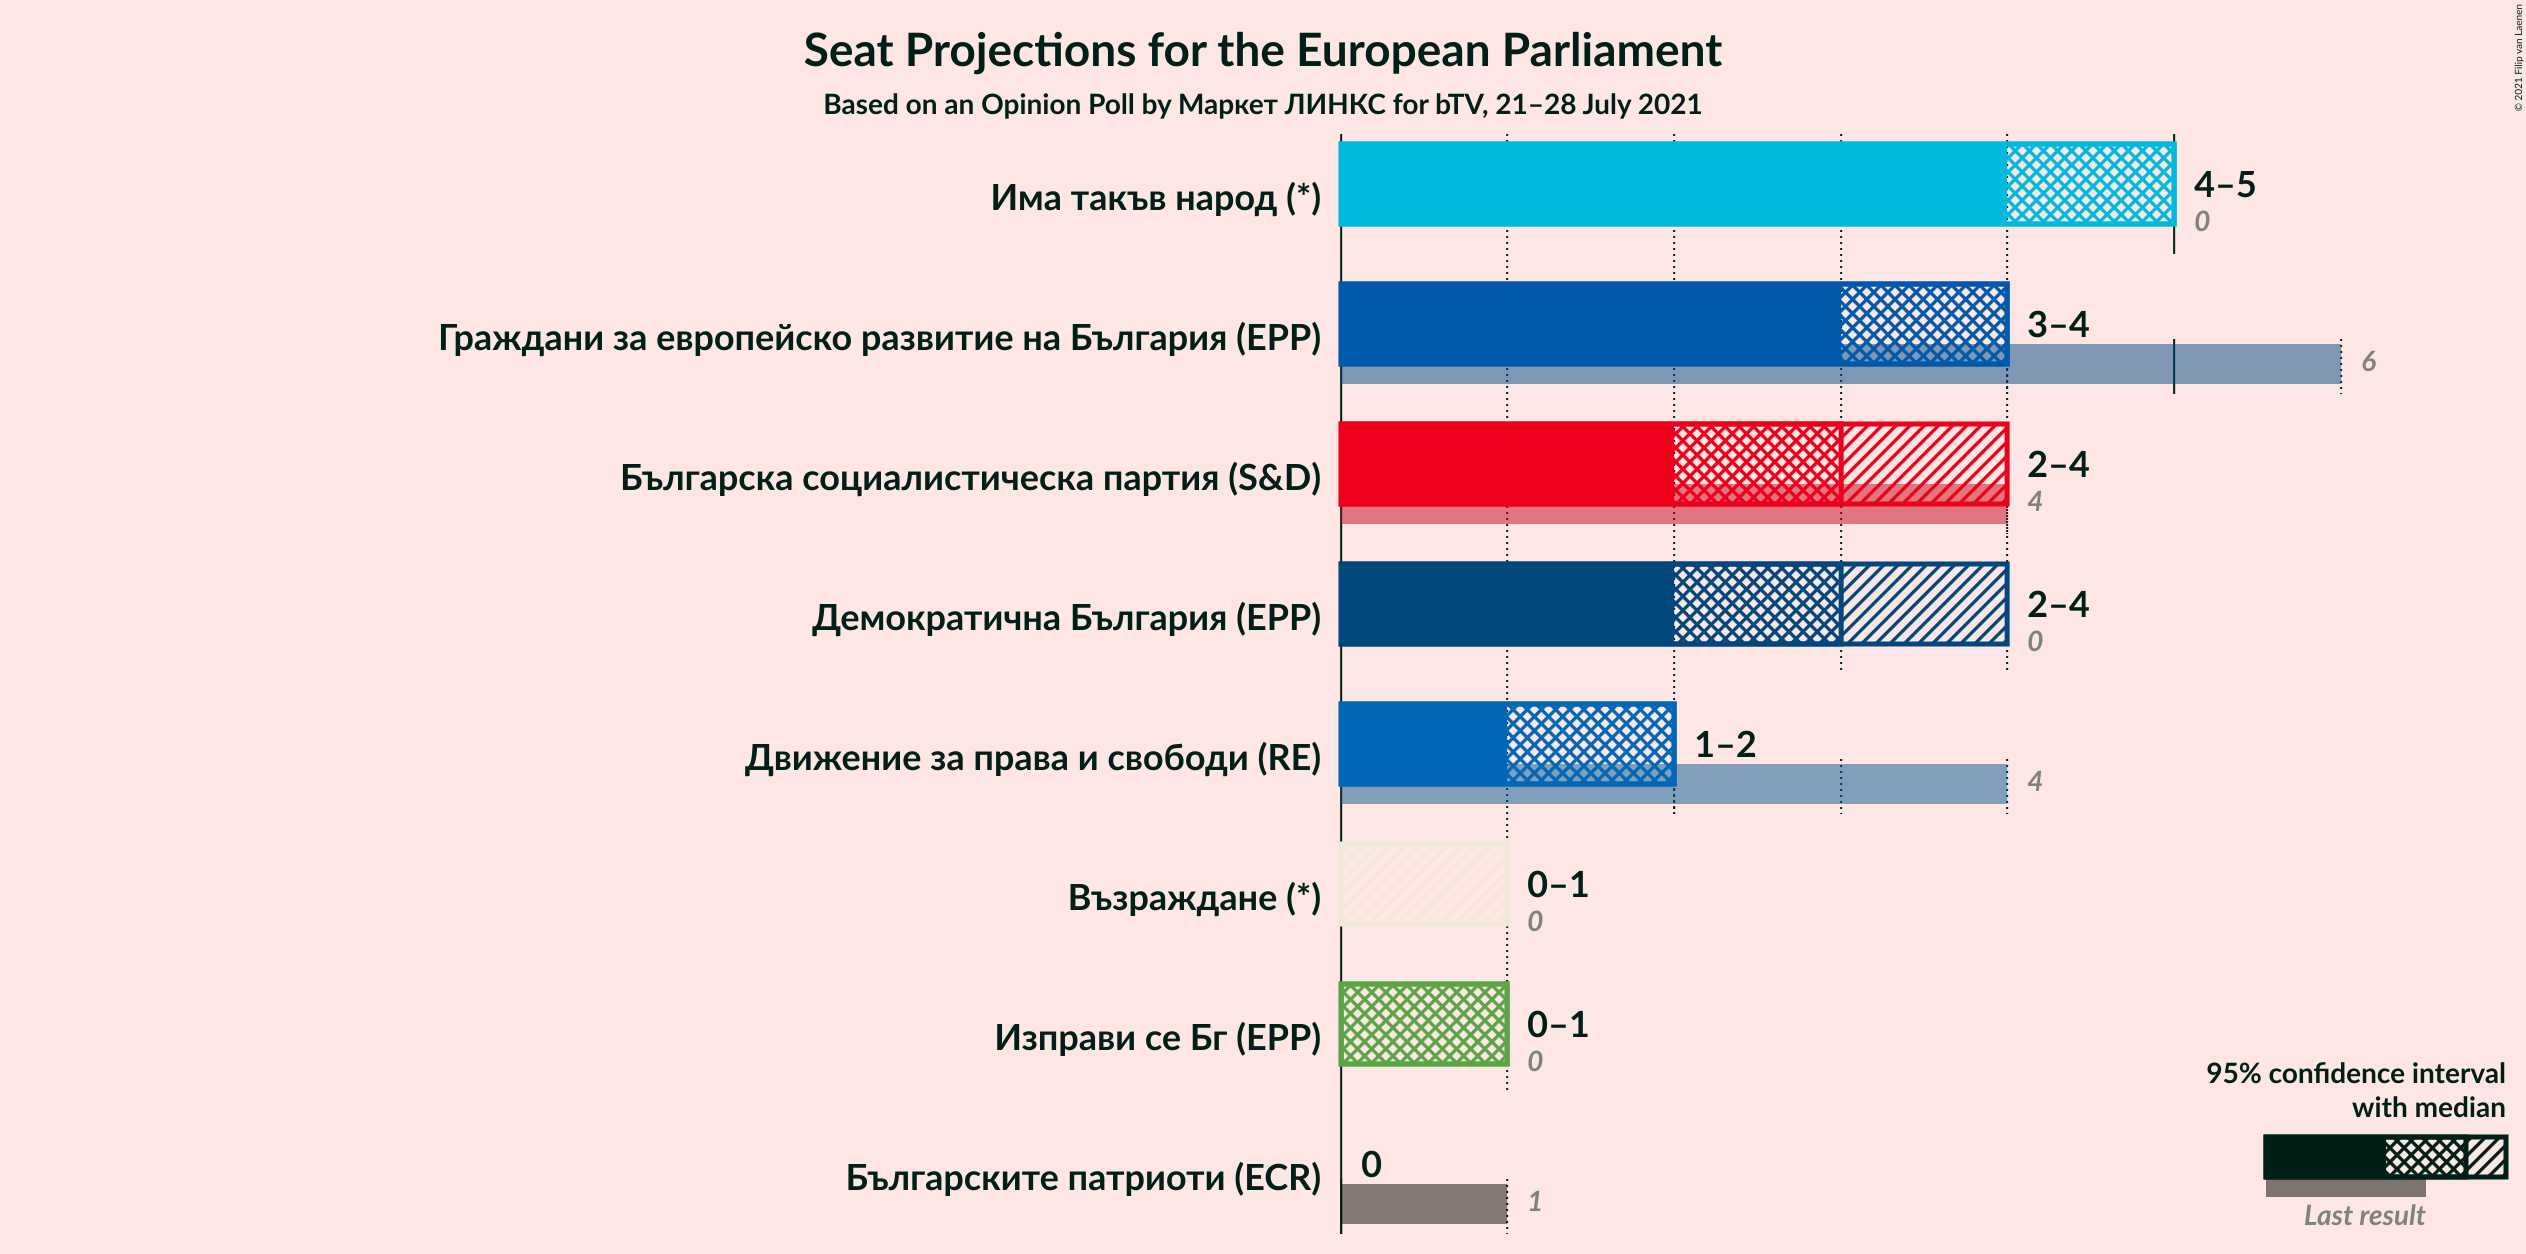 Seat Projections for the European Parliament
Based on an Opinion Poll by Маркет ЛИНКС for bTV, 21–28 July 2021
© 2021 Filip van Laenen
Има такъв народ (*)
4–5
0
Граждани за европейско развитие на България (EPP)
3–4
6
Българска социалистическа партия (S&D)
2–4
4
Демократична България (EPP)
2–4
0
Движение за права и свободи (RE)
1–2
4
Възраждане (*)
0–1
0
Изправи се Бг (EPP)
0–1
0
Българските патриоти (ECR)
0
1
95% confidence interval
with median
Last result